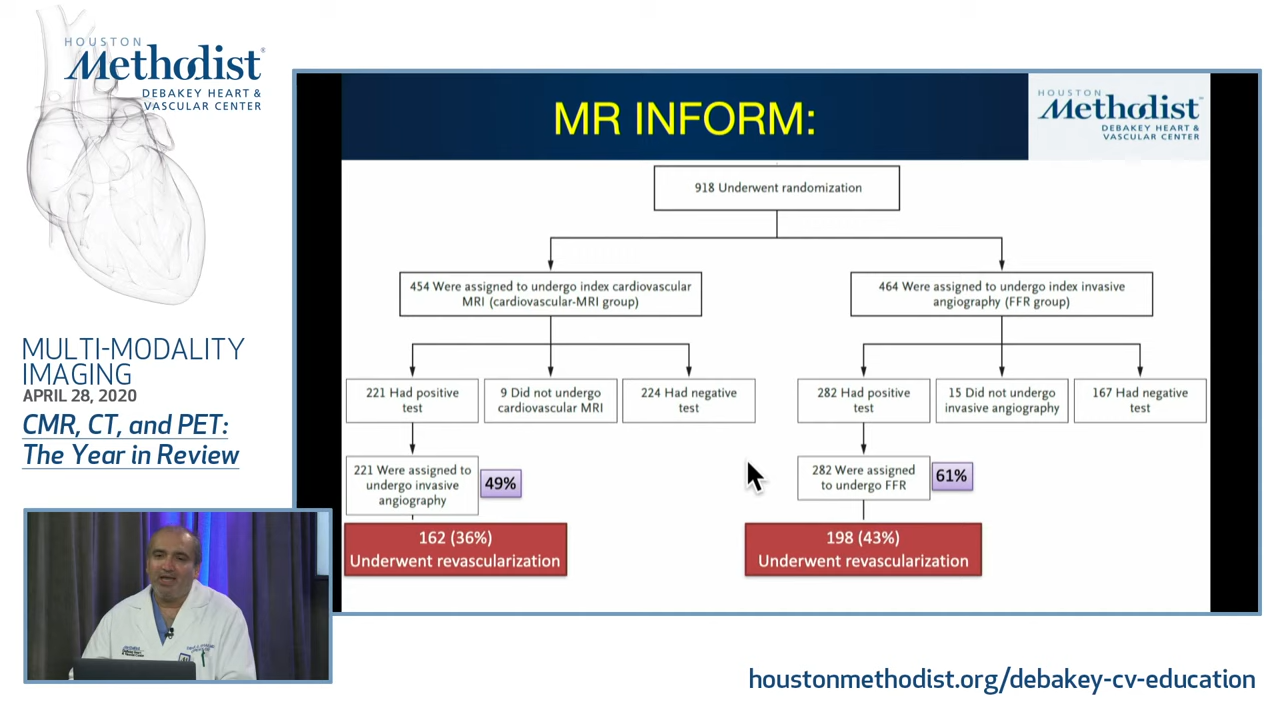 HOUSTON
Methodist®
DEBAKEY HEART &
VASCULAR CENTER
MULTI-MODALITY
IMAGING
APRIL 28, 2020
CMR, CT, and PET:
The Year in Review
MR INFORM:
HOUSTON
Methodist
DEBAKEY HEART &
VASCULAR CENTER
918 Underwent randomization
454 Were assigned to undergo index cardiovascular
MRI (cardiovascular-MRI group)
464 Were assigned to undergo index invasive
angiography (FFR group)
221 Had positive
test
9 Did not undergo
cardiovascular MRI
224 Had negative
test
282 Had positive
test
15 Did not undergo
invasive angiography
167 Had negative
test
221 Were assigned to
undergo invasive
angiography
49%
282 Were assigned
to undergo FFR
61%
162 (36%)
Underwent revascularization
198 (43%)
Underwent revascularization
houstonmethodist.org/debakey-cv-education